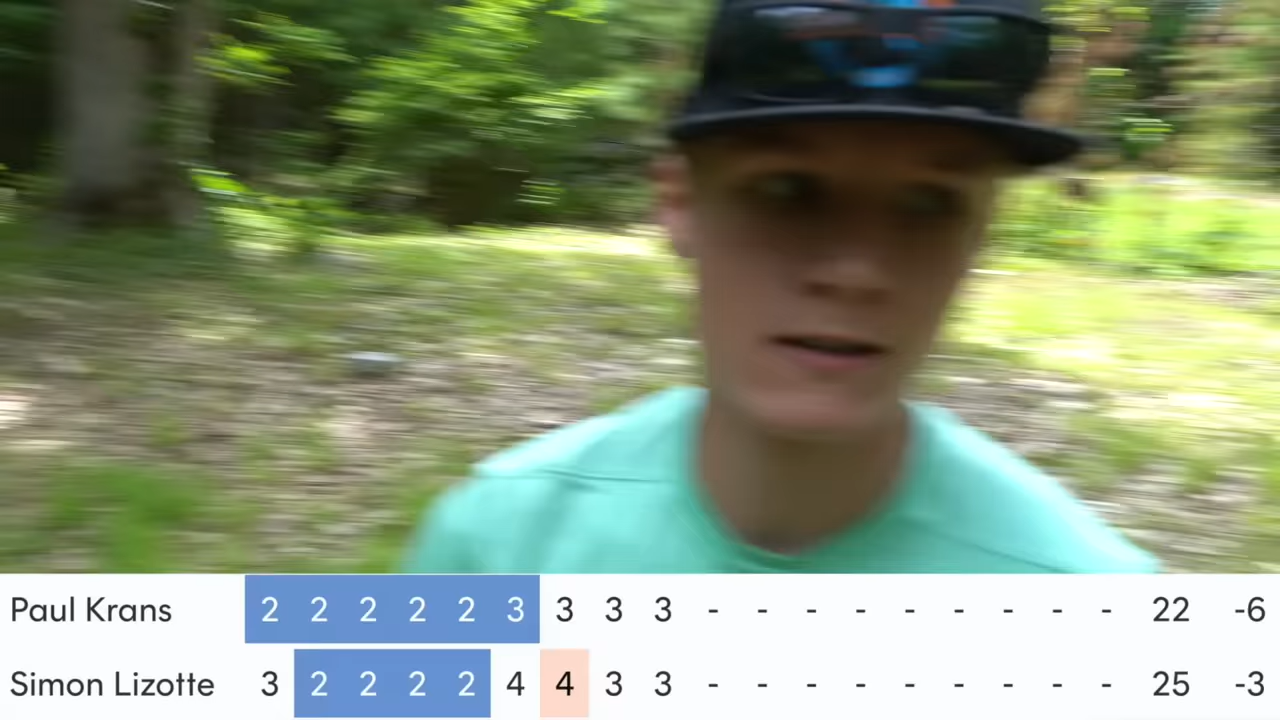 Paul Krans 2 2 2 2 2 3 3 3 3 - - - - - - - - - 22 -6
Simon Lizotte 3 2 2 2 2 4 4 3 3 - - - - - - - - - 25 -3